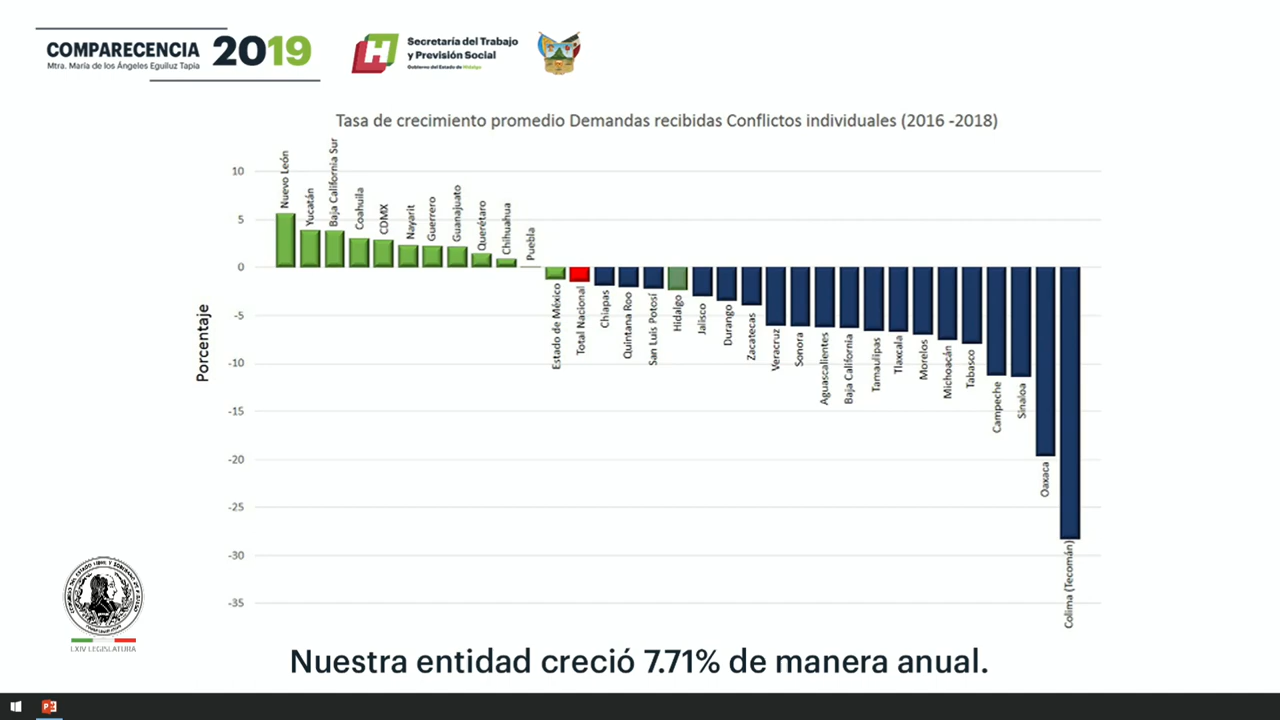 COMPARECENCIA 2019
Mtra. María de los Ángeles Eguiluz Tapia
H
Secretaría del Trabajo
y Previsión Social
Gobierno del Estado de Hidalgo
Tasa de crecimiento promedio Demandas recibidas Conflictos individuales (2016 -2018)
Porcentaje
10
5
0
-5
-10
-15
-20
-25
-30
-35
Nuevo León
Yucatán
Baja California Sur
Coahuila
CDMX
Nayarit
Guerrero
Guanajuato
Querétaro
Chihuahua
Puebla
Estado de México
Total Nacional
Chiapas
Quintana Roo
San Luis Potosí
Hidalgo
Jalisco
Durango
Zacatecas
Veracruz
Sonora
Aguascalientes
Baja California
Tamaulipas
Tlaxcala
Morelos
Michoacán
Tabasco
Campeche
Sinaloa
Oaxaca
Colima (Tecomán)
LXIV LEGISLATURA
Nuestra entidad creció 7.71% de manera anual.